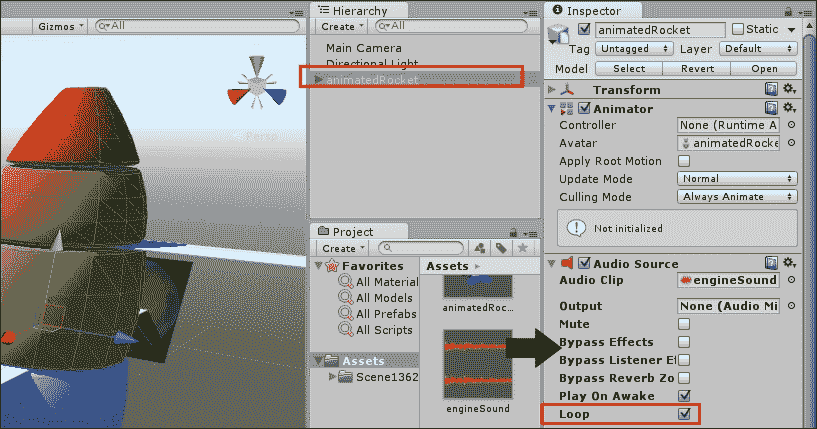 Gizmos
All
Persp
Hierarchy
Create
All
Main Camera
Directional Light
animatedRocket
Project
Create
Favorites
All Material
All Models
All Prefabs
All Scripts
Assets
Scene1362
Assets
animatedRoc...
engineSound
Inspector
animatedRocket
Static
Tag
Untagged
Layer
Default
Model
Select
Revert
Open
Transform
Animator
Controller
None (Runtime A
Avatar
animatedRocke
Apply Root Motion
Update Mode
Normal
Culling Mode
Always Animate
Not initialized
Audio Source
Audio Clip
engineSound
Output
None (Audio Mi
Mute
Bypass Effects
Bypass Listener Ef
Bypass Reverb Zo
Play On Awake
Loop